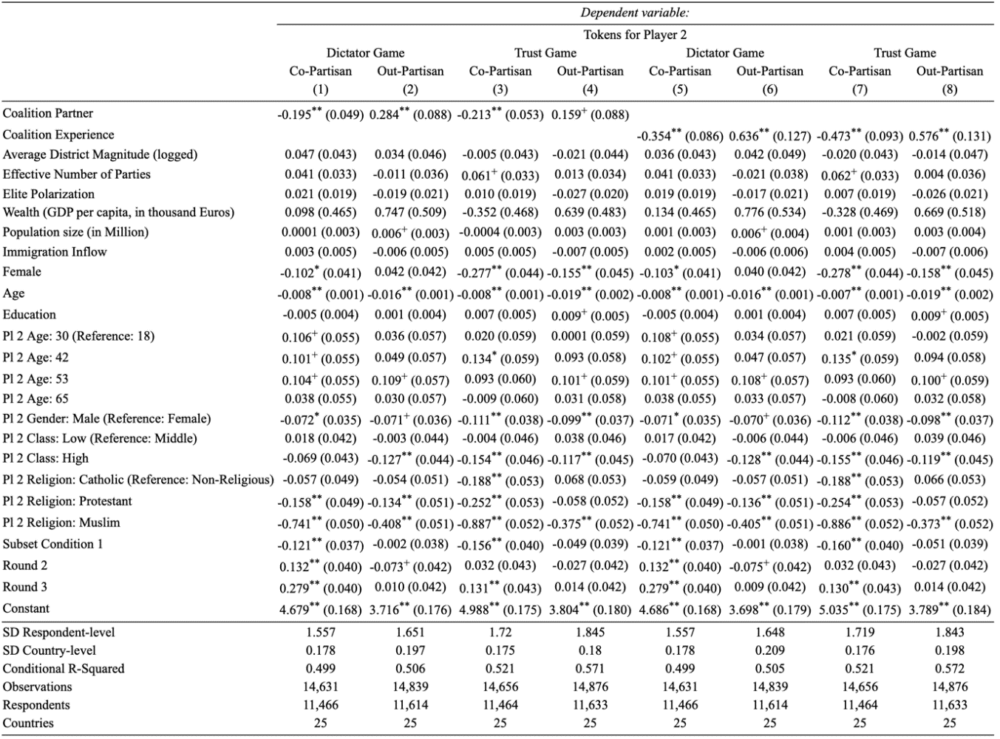 Dependent variable:
Tokens for Player 2
Dictator Game Trust Game Dictator Game Trust Game
Co-Partisan Out-Partisan Co-Partisan Out-Partisan Co-Partisan Out-Partisan Co-Partisan Out-Partisan
(1) (2) (3) (4) (5) (6) (7) (8)
Coalition Partner -0.195** (0.049) 0.284** (0.088) -0.213** (0.053) 0.159+ (0.088)
Coalition Experience -0.354** (0.086) 0.636** (0.127) -0.473** (0.093) 0.576** (0.131)
Average District Magnitude (logged) 0.047 (0.043) 0.034 (0.046) -0.005 (0.043) -0.021 (0.044) 0.036 (0.043) 0.042 (0.049) -0.020 (0.043) -0.014 (0.047)
Effective Number of Parties 0.041 (0.033) -0.011 (0.036) 0.061+ (0.033) 0.013 (0.034) 0.041 (0.033) -0.021 (0.038) 0.062+ (0.033) 0.004 (0.036)
Elite Polarization 0.021 (0.019) -0.019 (0.021) 0.010 (0.019) -0.027 (0.020) 0.019 (0.019) -0.017 (0.021) 0.007 (0.019) -0.026 (0.021)
Wealth (GDP per capita, in thousand Euros) 0.098 (0.465) 0.747 (0.509) -0.352 (0.468) 0.639 (0.483) 0.134 (0.465) 0.776 (0.534) -0.328 (0.469) 0.669 (0.518)
Population size (in Million) 0.0001 (0.003) 0.006+ (0.003) -0.0004 (0.003) 0.003 (0.003) 0.001 (0.003) 0.006+ (0.004) 0.001 (0.003) 0.003 (0.004)
Immigration Inflow 0.003 (0.005) -0.006 (0.005) 0.005 (0.005) -0.007 (0.005) 0.002 (0.005) -0.006 (0.006) 0.004 (0.005) -0.007 (0.006)
Female -0.102* (0.041) 0.042 (0.042) -0.277** (0.044) -0.155** (0.045) -0.103* (0.041) 0.040 (0.042) -0.278** (0.044) -0.158** (0.045)
Age -0.008** (0.001) -0.016** (0.001) -0.008** (0.001) -0.019** (0.002) -0.008** (0.001) -0.016** (0.001) -0.007** (0.001) -0.019** (0.002)
Education -0.005 (0.004) 0.001 (0.004) 0.007 (0.005) 0.009+ (0.005) -0.005 (0.004) 0.001 (0.004) 0.007 (0.005) 0.009+ (0.005)
Pl 2 Age: 30 (Reference: 18) 0.106+ (0.055) 0.036 (0.057) 0.020 (0.059) 0.0001 (0.059) 0.108+ (0.055) 0.034 (0.057) 0.021 (0.059) -0.002 (0.059)
Pl 2 Age: 42 0.101+ (0.055) 0.049 (0.057) 0.134* (0.059) 0.093 (0.058) 0.102+ (0.055) 0.047 (0.057) 0.135* (0.059) 0.094 (0.058)
Pl 2 Age: 53 0.104+ (0.055) 0.109+ (0.057) 0.093 (0.060) 0.101+ (0.059) 0.101+ (0.055) 0.108+ (0.057) 0.093 (0.060) 0.100+ (0.059)
Pl 2 Age: 65 0.038 (0.055) 0.030 (0.057) -0.009 (0.060) 0.031 (0.058) 0.038 (0.055) 0.033 (0.057) -0.008 (0.060) 0.032 (0.058)
Pl 2 Gender: Male (Reference: Female) -0.072* (0.035) -0.071+ (0.036) -0.111** (0.038) -0.099** (0.037) -0.071* (0.035) -0.070+ (0.036) -0.112** (0.038) -0.098** (0.037)
Pl 2 Class: Low (Reference: Middle) 0.018 (0.042) -0.003 (0.044) -0.004 (0.046) 0.038 (0.046) 0.017 (0.042) -0.006 (0.044) -0.006 (0.046) 0.039 (0.046)
Pl 2 Class: High -0.069 (0.043) -0.127** (0.044) -0.154** (0.046) -0.117** (0.045) -0.070 (0.043) -0.128** (0.044) -0.155** (0.046) -0.119** (0.045)
Pl 2 Religion: Catholic (Reference: Non-Religious) -0.057 (0.049) -0.054 (0.051) -0.188** (0.053) 0.068 (0.053) -0.059 (0.049) -0.057 (0.051) -0.188** (0.053) 0.066 (0.053)
Pl 2 Religion: Protestant -0.158** (0.049) -0.134** (0.051) -0.252** (0.053) -0.058 (0.052) -0.158** (0.049) -0.136** (0.051) -0.254** (0.053) -0.057 (0.052)
Pl 2 Religion: Muslim -0.741** (0.050) -0.408** (0.051) -0.887** (0.052) -0.375** (0.052) -0.741** (0.050) -0.405** (0.051) -0.886** (0.052) -0.373** (0.052)
Subset Condition 1 -0.121** (0.037) -0.002 (0.038) -0.156** (0.040) -0.049 (0.039) -0.121** (0.037) -0.001 (0.038) -0.160** (0.040) -0.051 (0.039)
Round 2 0.132** (0.040) -0.073+ (0.042) 0.032 (0.043) -0.027 (0.042) 0.132** (0.040) -0.075+ (0.042) 0.032 (0.043) -0.027 (0.042)
Round 3 0.279** (0.040) 0.010 (0.042) 0.131** (0.043) 0.014 (0.042) 0.279** (0.040) 0.009 (0.042) 0.130** (0.043) 0.014 (0.042)
Constant 4.679** (0.168) 3.716** (0.176) 4.988** (0.175) 3.804** (0.180) 4.686** (0.168) 3.698** (0.179) 5.035** (0.175) 3.789** (0.184)
SD Respondent-level 1.557 1.651 1.72 1.845 1.557 1.648 1.719 1.843
SD Country-level 0.178 0.197 0.175 0.18 0.178 0.209 0.176 0.198
Conditional R-Squared 0.499 0.506 0.521 0.571 0.499 0.505 0.521 0.572
Observations 14,631 14,839 14,656 14,876 14,631 14,839 14,656 14,876
Respondents 11,466 11,614 11,464 11,633 11,466 11,614 11,464 11,633
Countries 25 25 25 25 25 25 25 25